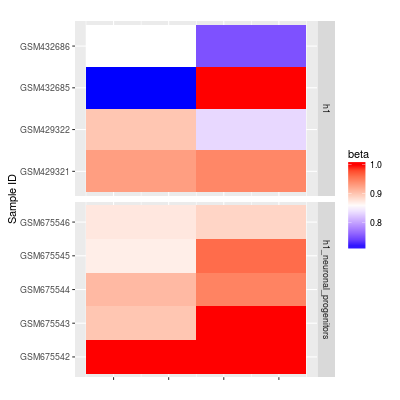 GSM432686
GSM432685
GSM429322
GSM429321
h1
GSM675546
GSM675545
GSM675544
GSM675543
GSM675542
h1_neuronal_progenitors
Sample ID
beta
1.0
0.9
0.8